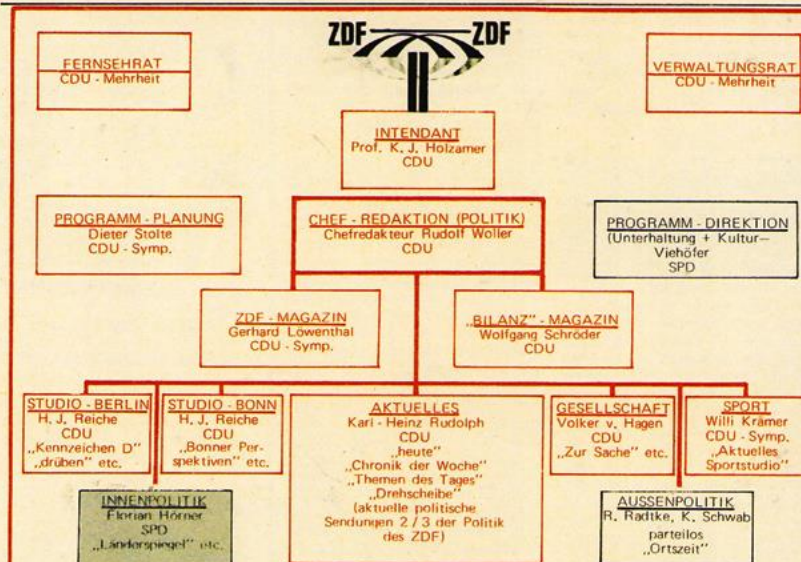 ZDF ZDF
FERNSEHRAT
CDU - Mehrheit
VERWALTUNGSRAT
CDU - Mehrheit
INTENDANT
Prof. K. J. Holzamer
CDU
PROGRAMM - PLANUNG
Dieter Stolte
CDU - Symp.
CHEF - REDAKTION (POLITIK)
Chefredakteur Rudolf Woller
CDU
PROGRAMM - DIREKTION
(Unterhaltung + Kultur—
Viehöfer
SPD
ZDF - MAGAZIN
Gerhard Löwenthal
CDU - Symp.
„BILANZ" - MAGAZIN
Wolfgang Schröder
CDU
STUDIO - BERLIN
H. J. Reiche
CDU
„Kennzeichen D"
„drüben" etc.
STUDIO - BONN
H. J. Reiche
CDU
„Bonner Per-
spektiven" etc.
AKTUELLES
Karl - Heinz Rudolph
CDU
„heute"
„Chronik der Woche"
„Themen des Tages"
„Drehscheibe"
(aktuelle politische
Sendungen 2 / 3 der Politik
des ZDF)
GESELLSCHAFT
Volker v. Hagen
CDU
„Zur Sache" etc.
SPORT
Willi Krämer
CDU - Symp.
„Aktuelles
Sportstudio"
INNENPOLITIK
Florian Hörner
SPD
„Länderspiegel" etc.
AUSSENPOLITIK
R. Radtke, K. Schwab
parteilos
„Ortszeit"